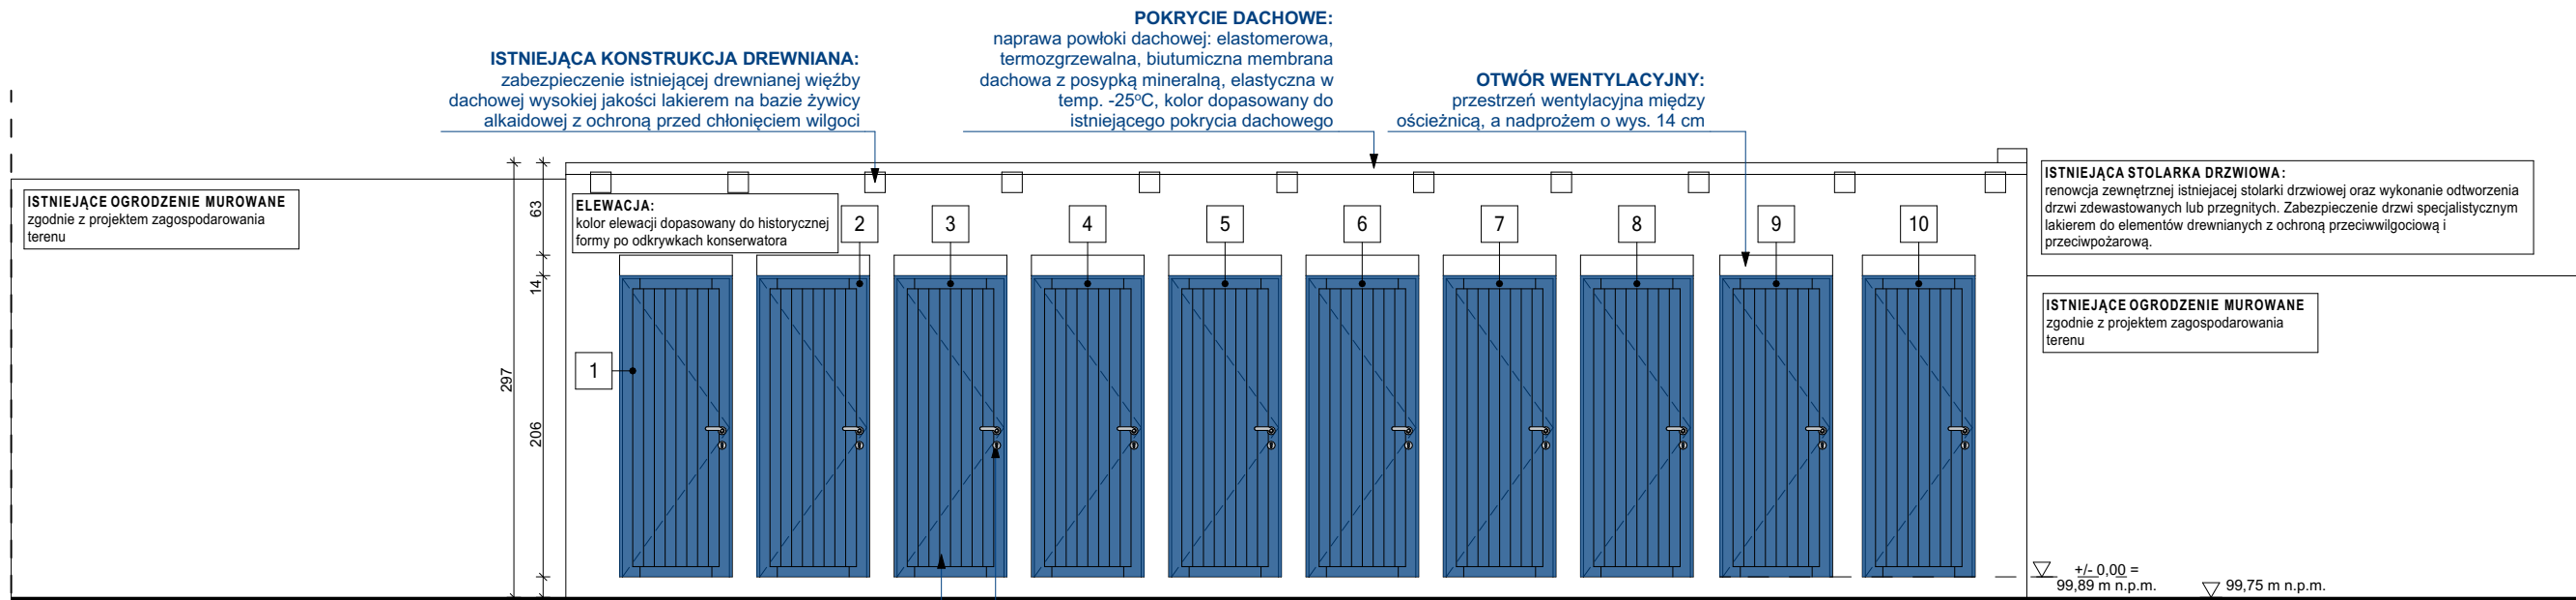 POKRYCIE DACHOWE:
naprawa powłoki dachowej: elastomerowa,
termozgrzewalna, biutumiczna membrana
dachowa z posypką mineralną, elastyczna w
temp. -25°C, kolor dopasowany do
istniejącego pokrycia dachowego
ISTNIEJĄCA KONSTRUKCJA DREWNIANA:
zabezpieczenie istniejącej drewnianej więźby
dachowej wysokiej jakości lakierem na bazie żywicy
alkaidowej z ochroną przed chłonięciem wilgoci
OTWÓR WENTYLACYJNY:
przestrzeń wentylacyjna między
ościeżnicą, a nadprożem o wys. 14 cm
ISTNIEJĄCE OGRODZENIE MUROWANE
zgodnie z projektem zagospodarowania
terenu
ELEWACJA:
kolor elewacji dopasowany do historycznej
formy po odkrywkach konserwatora
ISTNIEJĄCA STOLARKA DRZWIOWA:
renowcja zewnętrznej istniejacej stolarki drzwiowej oraz wykonanie odtworzenia
drzwi zdewastowanych lub przegnitych. Zabezpieczenie drzwi specjalistycznym
lakierem do elementów drewnianych z ochroną przeciwwilgociową i
przeciwpożarową.
ISTNIEJĄCE OGRODZENIE MUROWANE
zgodnie z projektem zagospodarowania
terenu
1
2
3
4
5
6
7
8
9
10
63
14
297
206
+/- 0,00 =
99,89 m n.p.m.
99,75 m n.p.m.